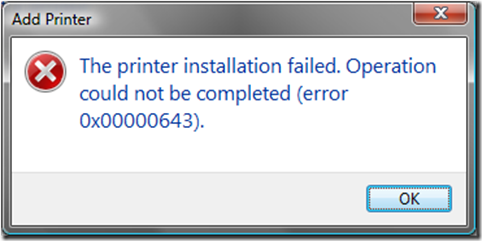 Add Printer
The printer installation failed. Operation
could not be completed (error
0x00000643).
OK